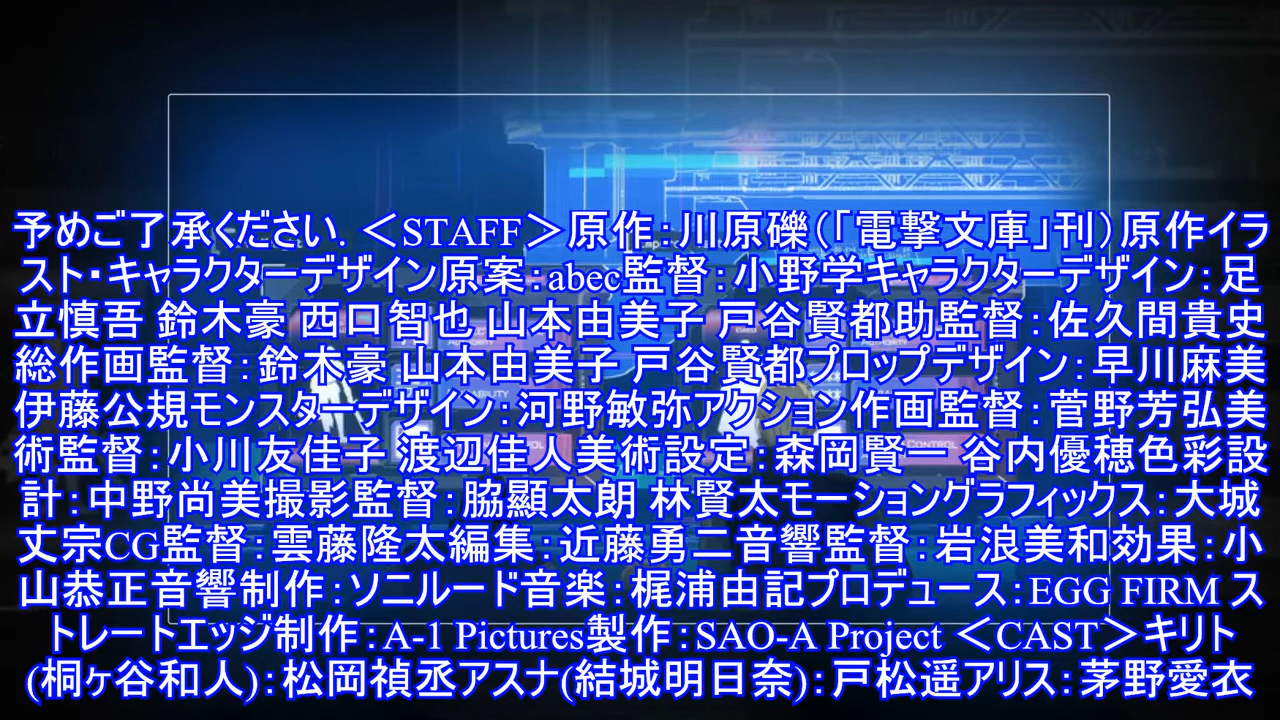 予めご了承ください. ＜STAFF＞原作：川原礫（「電撃文庫」刊）原作イラ
スト・キャラクターデザイン原案：abec監督：小野学キャラクターデザイン：足
立慎吾 鈴木豪 西口智也 山本由美子 戸谷賢都助監督：佐久間貴史
総作画監督：鈴木豪 山本由美子 戸谷賢都プロップデザイン：早川麻美
伊藤公規モンスターデザイン：河野敏弥アクション作画監督：菅野芳弘美
術監督：小川友佳子 渡辺佳人美術設定：森岡賢一 谷内優穂色彩設
計：中野尚美撮影監督：脇顯太朗 林賢太モーショングラフィックス：大城
丈宗CG監督：雲藤隆太編集：近藤勇二音響監督：岩浪美和効果：小
山恭正音響制作：ソニルード音楽：梶浦由記プロデュース：EGG FIRM ス
トレートエッジ制作：A-1 Pictures製作：SAO-A Project ＜CAST＞キリト
(桐ヶ谷和人)：松岡禎丞アスナ(結城明日奈)：戸松遥アリス：茅野愛衣
AUTHORITY
CONTROL